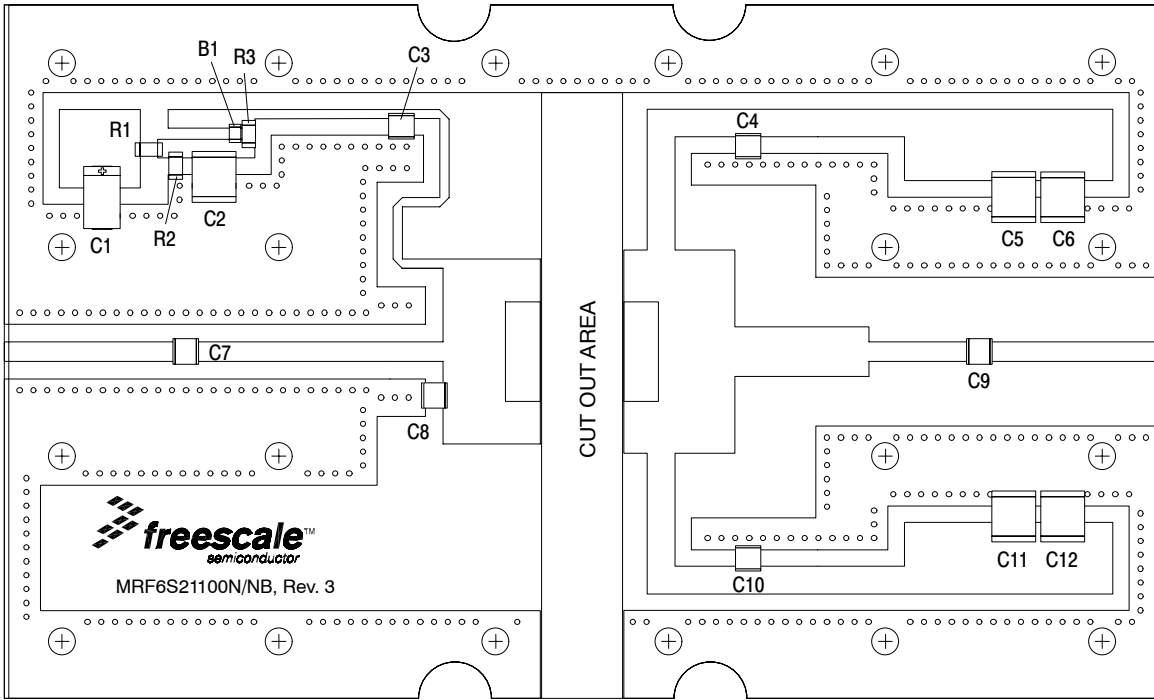 B1
R3
C3
R1
C4
C1
R2
C2
C5
C6
C7
C8
CUT OUT AREA
C9
freescale™
semiconductor
MRF6S21100N/NB, Rev. 3
C10
C11
C12